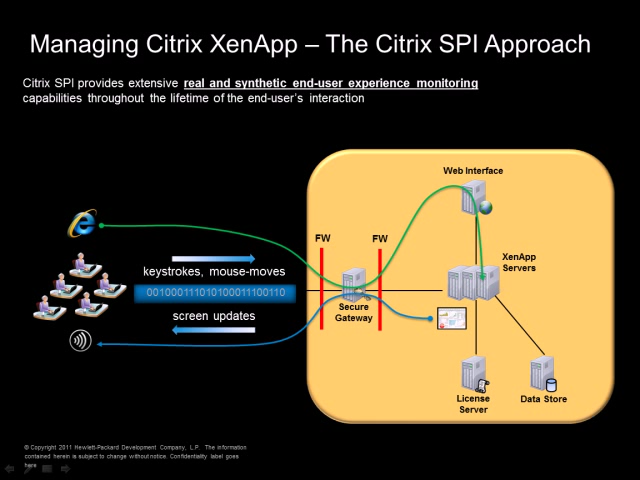 Managing Citrix XenApp – The Citrix SPI Approach
Citrix SPI provides extensive real and synthetic end-user experience monitoring
capabilities throughout the lifetime of the end-user's interaction
Web Interface
FW
FW
XenApp
Servers
keystrokes, mouse-moves
001000111010100011100110
screen updates
Secure
Gateway
License
Server
Data Store
© Copyright 2011 Hewlett-Packard Development Company, L.P. The information
contained herein is subject to change without notice. Confidentiality label goes
here